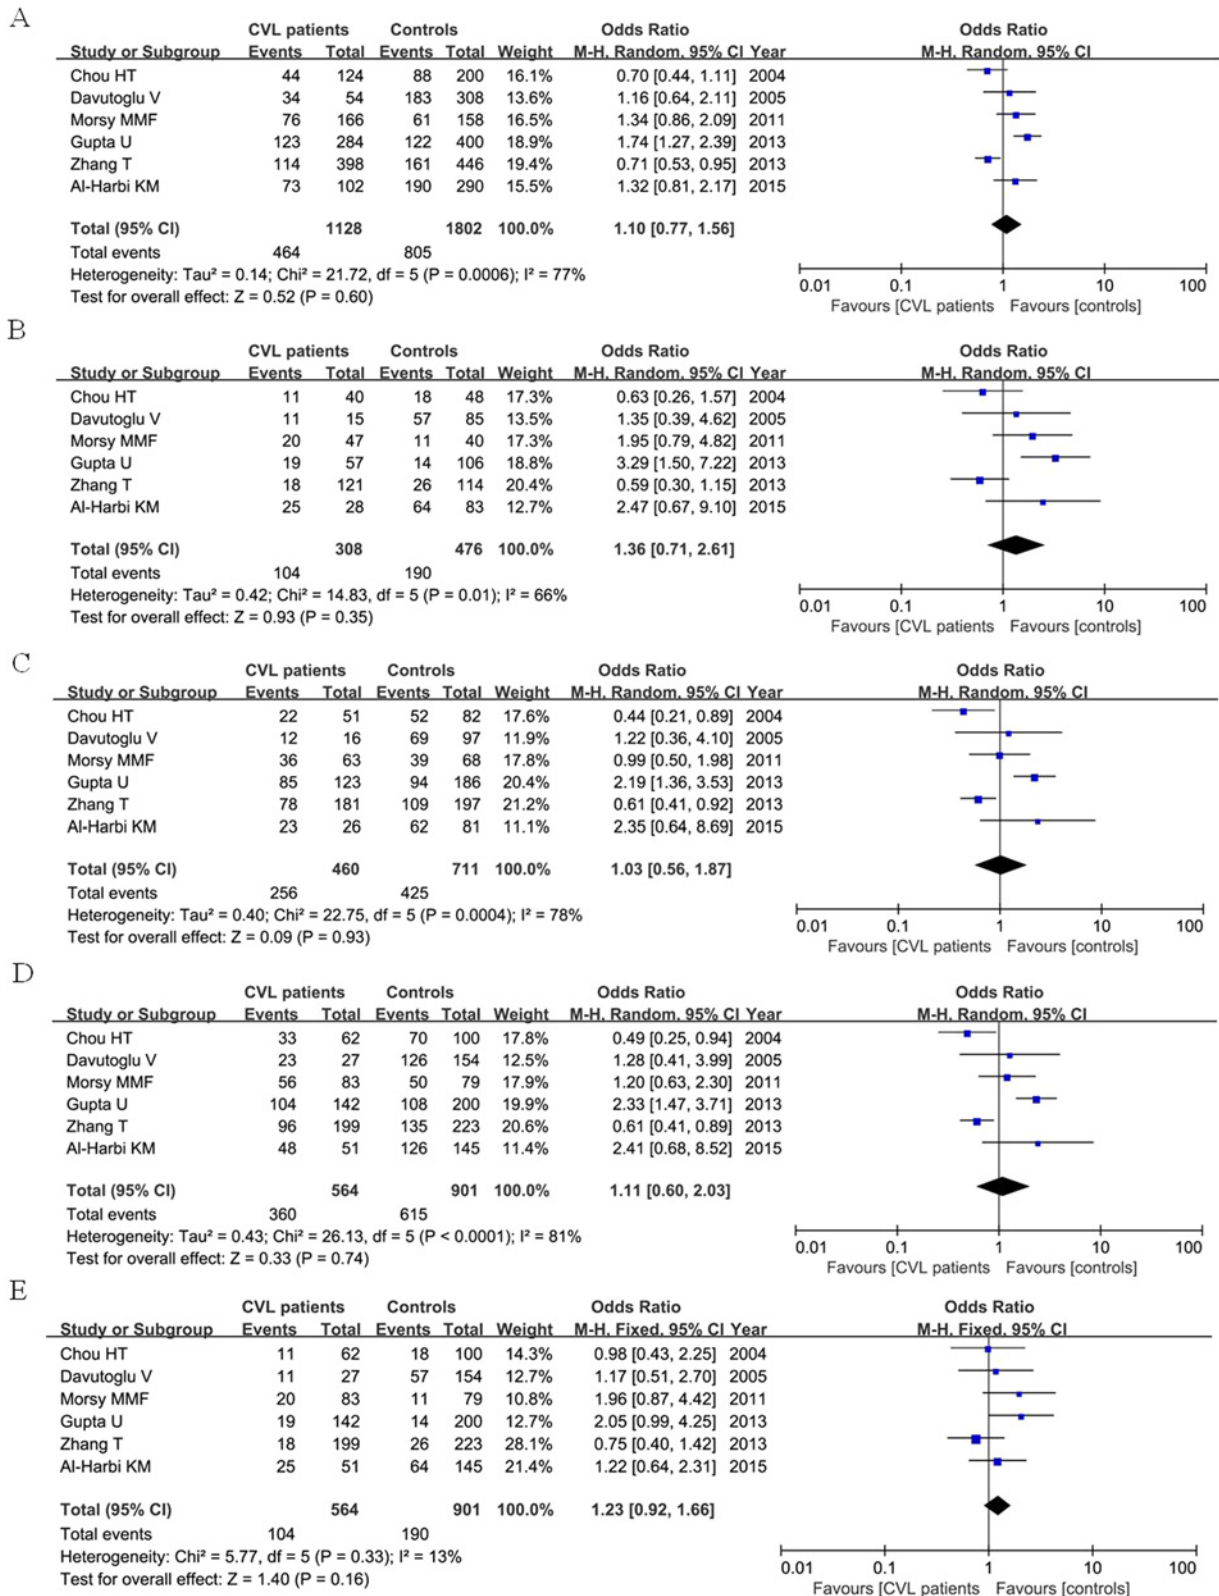 A
CVL patients Controls Odds Ratio Odds Ratio
Study or Subgroup Events Total Events Total Weight M-H, Random, 95% CI Year M-H, Random, 95% CI
Chou HT 44 124 88 200 16.1% 0.70 [0.44, 1.11] 2004
Davutoglu V 34 54 183 308 13.6% 1.16 [0.64, 2.11] 2005
Morsy MMF 76 166 61 158 16.5% 1.34 [0.86, 2.09] 2011
Gupta U 123 284 122 400 18.9% 1.74 [1.27, 2.39] 2013
Zhang T 114 398 161 446 19.4% 0.71 [0.53, 0.95] 2013
Al-Harbi KM 73 102 190 290 15.5% 1.32 [0.81, 2.17] 2015
Total (95% CI) 1128 1802 100.0% 1.10 [0.77, 1.56]
Total events 464 805
Heterogeneity: Tau² = 0.14; Chi² = 21.72, df = 5 (P = 0.0006); I² = 77%
Test for overall effect: Z = 0.52 (P = 0.60)
0.01 0.1 1 10 100
Favours [CVL patients Favours [controls]
B
CVL patients Controls Odds Ratio Odds Ratio
Study or Subgroup Events Total Events Total Weight M-H, Random, 95% CI Year M-H, Random, 95% CI
Chou HT 11 40 18 48 17.3% 0.63 [0.26, 1.57] 2004
Davutoglu V 11 15 57 85 13.5% 1.35 [0.39, 4.62] 2005
Morsy MMF 20 47 11 40 17.3% 1.95 [0.79, 4.82] 2011
Gupta U 19 57 14 106 18.8% 3.29 [1.50, 7.22] 2013
Zhang T 18 121 26 114 20.4% 0.59 [0.30, 1.15] 2013
Al-Harbi KM 25 28 64 83 12.7% 2.47 [0.67, 9.10] 2015
Total (95% CI) 308 476 100.0% 1.36 [0.71, 2.61]
Total events 104 190
Heterogeneity: Tau² = 0.42; Chi² = 14.83, df = 5 (P = 0.01); I² = 66%
Test for overall effect: Z = 0.93 (P = 0.35)
0.01 0.1 1 10 100
Favours [CVL patients Favours [controls]
C
CVL patients Controls Odds Ratio Odds Ratio
Study or Subgroup Events Total Events Total Weight M-H, Random, 95% CI Year M-H, Random, 95% CI
Chou HT 22 51 52 82 17.6% 0.44 [0.21, 0.89] 2004
Davutoglu V 12 16 69 97 11.9% 1.22 [0.36, 4.10] 2005
Morsy MMF 36 63 39 68 17.8% 0.99 [0.50, 1.98] 2011
Gupta U 85 123 94 186 20.4% 2.19 [1.36, 3.53] 2013
Zhang T 78 181 109 197 21.2% 0.61 [0.41, 0.92] 2013
Al-Harbi KM 23 26 62 81 11.1% 2.35 [0.64, 8.69] 2015
Total (95% CI) 460 711 100.0% 1.03 [0.56, 1.87]
Total events 256 425
Heterogeneity: Tau² = 0.40; Chi² = 22.75, df = 5 (P = 0.0004); I² = 78%
Test for overall effect: Z = 0.09 (P = 0.93)
0.01 0.1 1 10 100
Favours [CVL patients Favours [controls]
D
CVL patients Controls Odds Ratio Odds Ratio
Study or Subgroup Events Total Events Total Weight M-H, Random, 95% CI Year M-H, Random, 95% CI
Chou HT 33 62 70 100 17.8% 0.49 [0.25, 0.94] 2004
Davutoglu V 23 27 126 154 12.5% 1.28 [0.41, 3.99] 2005
Morsy MMF 56 83 50 79 17.9% 1.20 [0.63, 2.30] 2011
Gupta U 104 142 108 200 19.9% 2.33 [1.47, 3.71] 2013
Zhang T 96 199 135 223 20.6% 0.61 [0.41, 0.89] 2013
Al-Harbi KM 48 51 126 145 11.4% 2.41 [0.68, 8.52] 2015
Total (95% CI) 564 901 100.0% 1.11 [0.60, 2.03]
Total events 360 615
Heterogeneity: Tau² = 0.43; Chi² = 26.13, df = 5 (P < 0.0001); I² = 81%
Test for overall effect: Z = 0.33 (P = 0.74)
0.01 0.1 1 10 100
Favours [CVL patients Favours [controls]
E
CVL patients Controls Odds Ratio Odds Ratio
Study or Subgroup Events Total Events Total Weight M-H, Fixed, 95% CI Year M-H, Fixed, 95% CI
Chou HT 11 62 18 100 14.3% 0.98 [0.43, 2.25] 2004
Davutoglu V 11 27 57 154 12.7% 1.17 [0.51, 2.70] 2005
Morsy MMF 20 83 11 79 10.8% 1.96 [0.87, 4.42] 2011
Gupta U 19 142 14 200 12.7% 2.05 [0.99, 4.25] 2013
Zhang T 18 199 26 223 28.1% 0.75 [0.40, 1.42] 2013
Al-Harbi KM 25 51 64 145 21.4% 1.22 [0.64, 2.31] 2015
Total (95% CI) 564 901 100.0% 1.23 [0.92, 1.66]
Total events 104 190
Heterogeneity: Chi² = 5.77, df = 5 (P = 0.33); I² = 13%
Test for overall effect: Z = 1.40 (P = 0.16)
0.01 0.1 1 10 100
Favours [CVL patients Favours [controls]